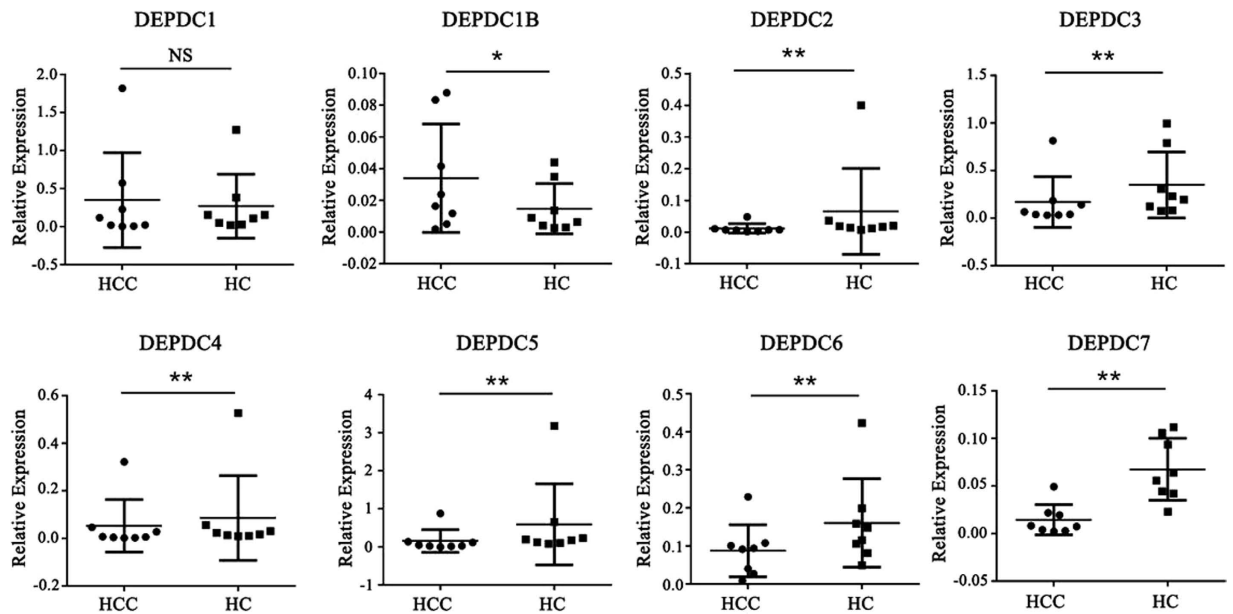 DEPDC1
NS
Relative Expression
2.0
1.5
1.0
0.5
0.0
-0.5
HCC HC
DEPDC1B
*
Relative Expression
0.10
0.08
0.06
0.04
0.02
0.00
-0.02
HCC HC
DEPDC2
**
Relative Expression
0.5
0.4
0.3
0.2
0.1
0.0
-0.1
HCC HC
DEPDC3
**
Relative Expression
1.5
1.0
0.5
0.0
-0.5
HCC HC
DEPDC4
**
Relative Expression
0.6
0.4
0.2
0.0
-0.2
HCC HC
DEPDC5
**
Relative Expression
4
3
2
1
0
-1
HCC HC
DEPDC6
**
Relative Expression
0.5
0.4
0.3
0.2
0.1
0.0
HCC HC
DEPDC7
**
Relative Expression
0.15
0.10
0.05
0.00
-0.05
HCC HC